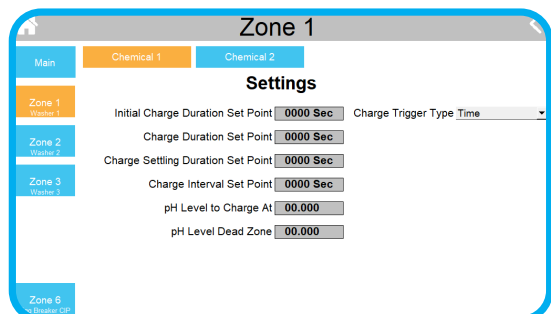 Zone 1
Main
Chemical 1
Chemical 2
Settings
Zone 1
Washer 1
Initial Charge Duration Set Point 0000 Sec
Charge Trigger Type Time
Zone 2
Washer 2
Charge Duration Set Point 0000 Sec
Charge Settling Duration Set Point 0000 Sec
Zone 3
Washer 3
Charge Interval Set Point 0000 Sec
pH Level to Charge At 00.000
pH Level Dead Zone 00.000
Zone 6
Breaker CIP